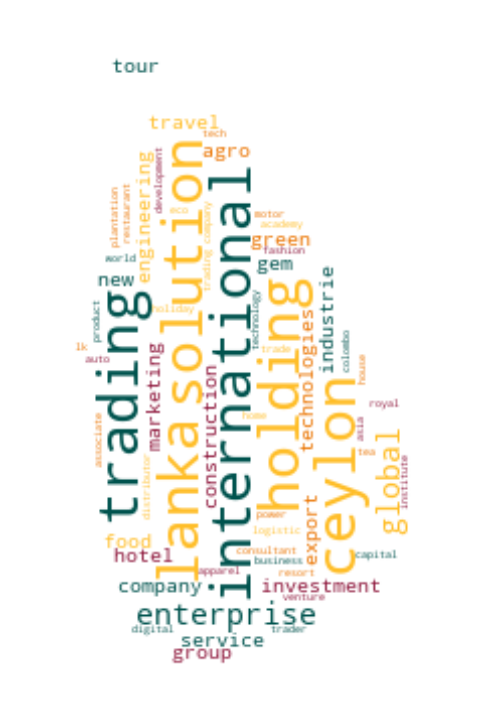 tour
travel
tech
agro
development
engineering
plantation
restaurant
eco
trading company
solution
international
motor
academy
green
fashion
gem
world
new
product
holiday
technology
industrie
colombo
trading
holding
lk
auto
marketing
trade
technologies
house
lanka
construction
home
royal
associate
distributor
ceylon
asia
tea
global
institute
power
logistic
export
food
hotel
consultant
business
capital
apparel
resort
company
investment
venture
enterprise
digital
trader
service
group